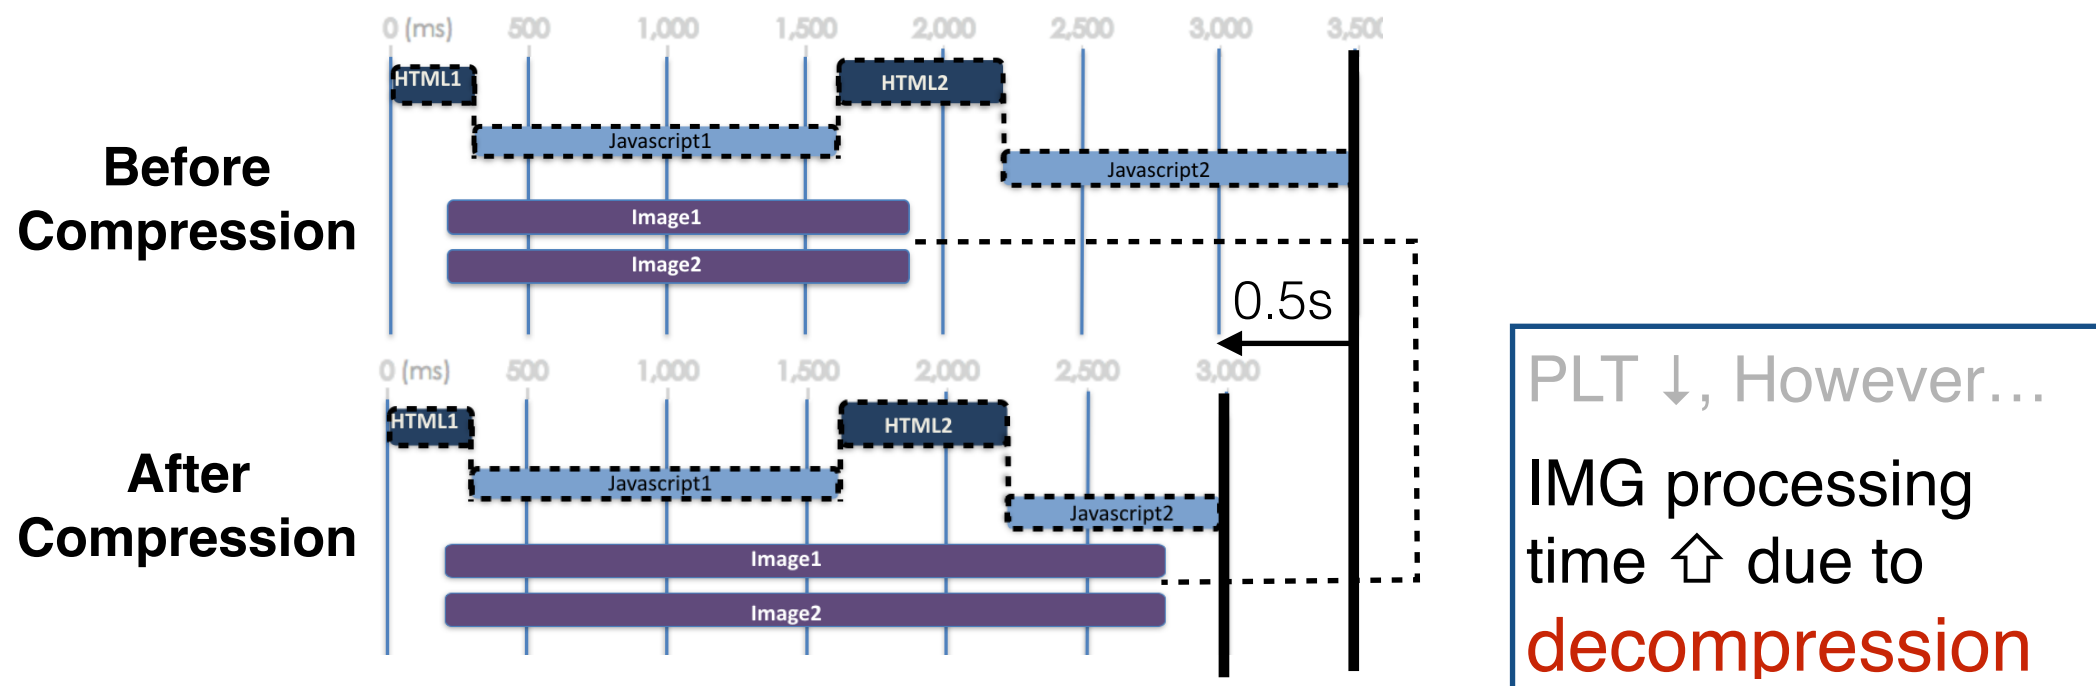 0 (ms) 500 1,000 1,500 2,000 2,500 3,000 3,500
HTML1 HTML2
Javascript1
Javascript2
Before
Compression
Image1
Image2
0.5s
0 (ms) 500 1,000 1,500 2,000 2,500 3,000
HTML1 HTML2
Javascript1
Javascript2
After
Compression
Image1
Image2
PLT ↓, However…
IMG processing
time ⇧ due to
decompression